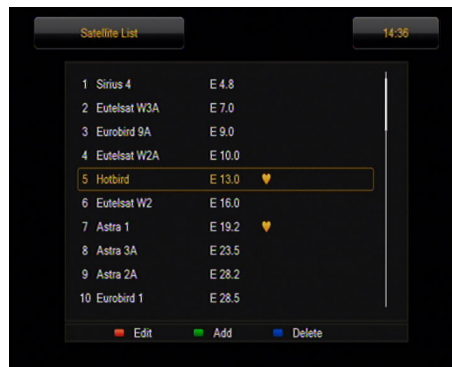 Satellite List 14:36
1 Sirius 4 E 4.8
2 Eutelsat W3A E 7.0
3 Eurobird 9A E 9.0
4 Eutelsat W2A E 10.0
5 Hotbird E 13.0
6 Eutelsat W2 E 16.0
7 Astra 1 E 19.2
8 Astra 3A E 23.5
9 Astra 2A E 28.2
10 Eurobird 1 E 28.5
Edit Add Delete